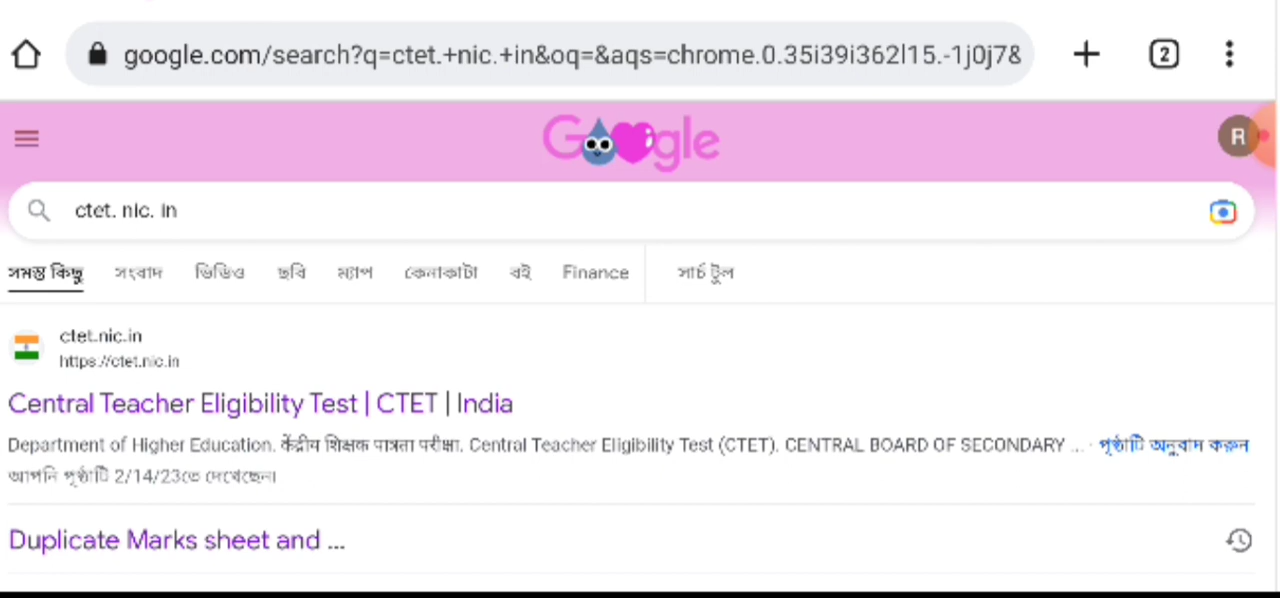 google.com/search?q=ctet.+nic.+in&oq=&aqs=chrome.0.35i39i362l15.-1j0j7&
2
Google
R
ctet. nic. in
সমস্ত কিছু সংবাদ ভিডিও ছবি ম্যাপ কেনাকাটা বই Finance সার্চ টুল
ctet.nic.in
https://ctet.nic.in
Central Teacher Eligibility Test | CTET | India
Department of Higher Education. केंद्रीय शिक्षक पात्रता परीक्षा. Central Teacher Eligibility Test (CTET). CENTRAL BOARD OF SECONDARY ... · পৃষ্ঠাটি অনুবাদ করুন
আপনি পৃষ্ঠাটি 2/14/23তে দেখেছেন।
Duplicate Marks sheet and ...